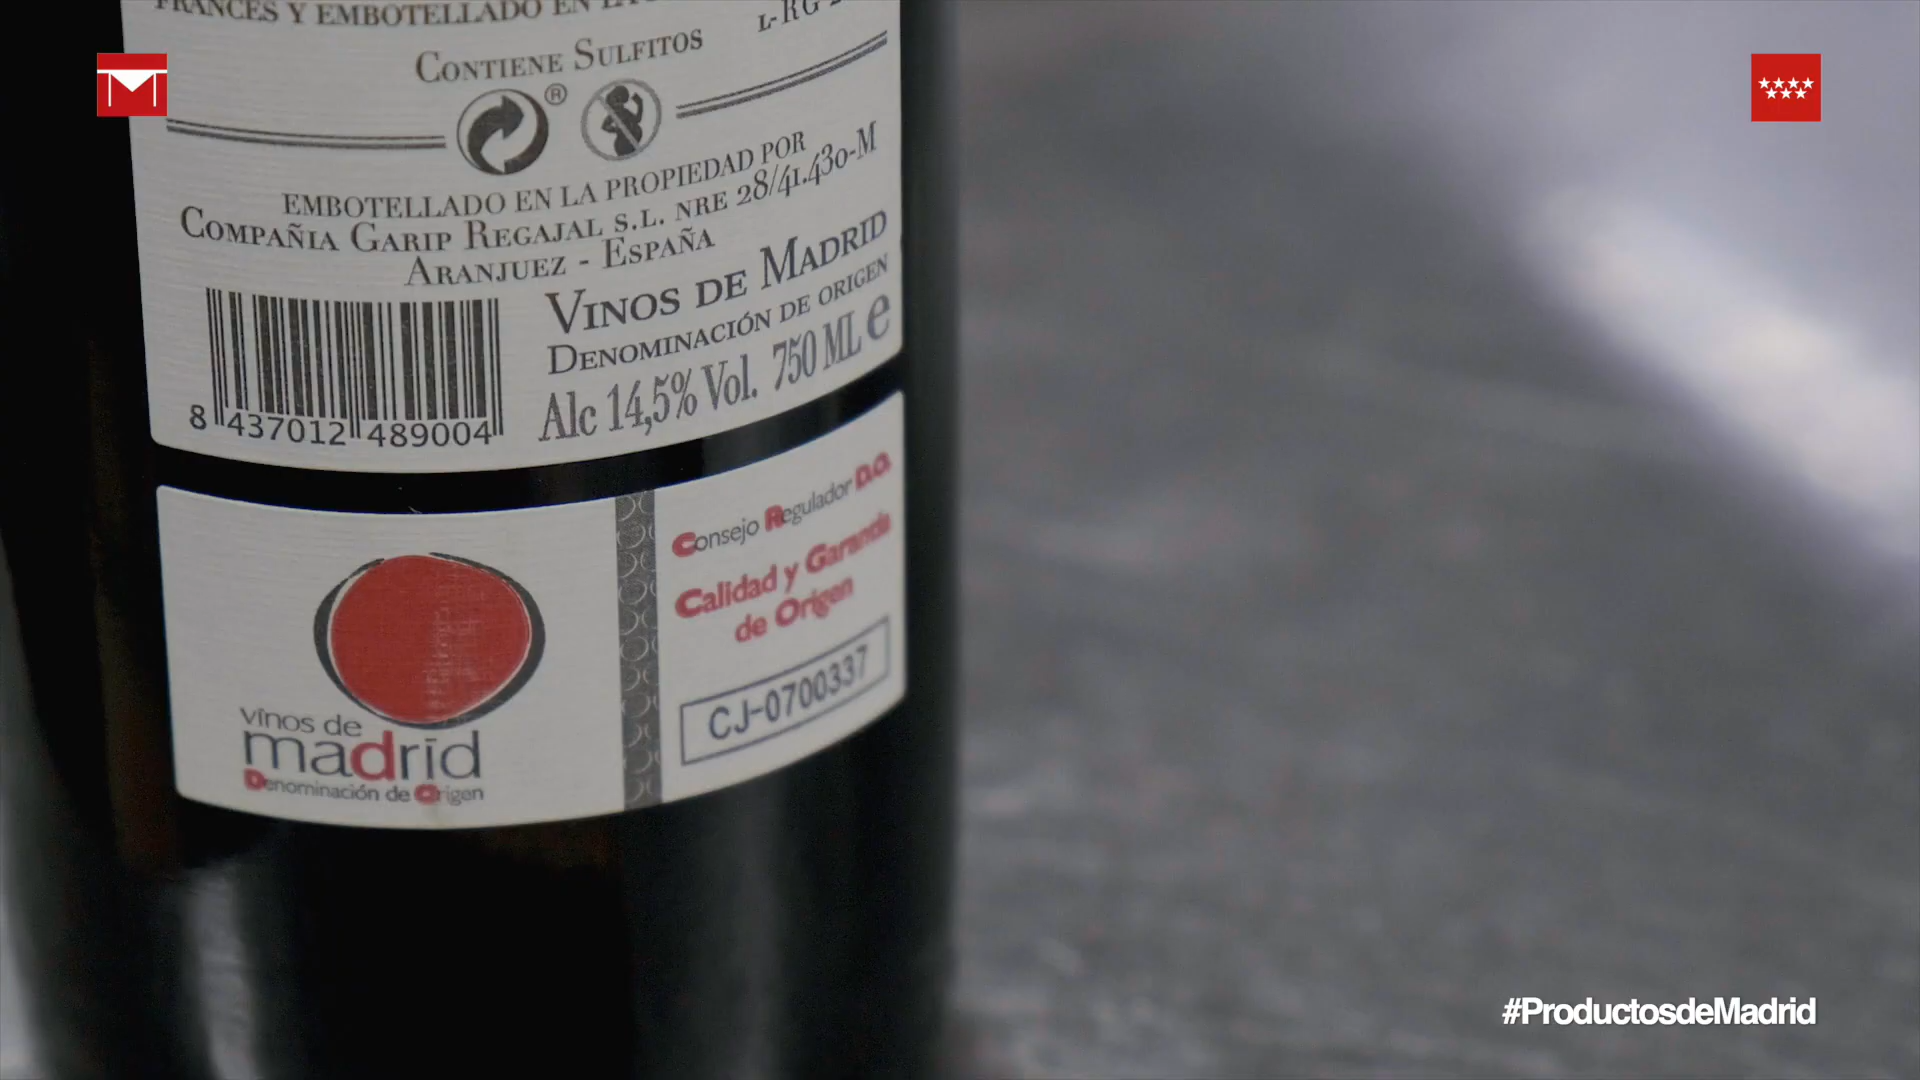 FRANCÉS Y EMBOTELLADO EN
CONTIENE SULFITOS
®
EMBOTELLADO EN LA PROPIEDAD POR
COMPAÑIA GARIP REGAJAL S.L. NRE 28/41.430-M
ARANJUEZ - ESPAÑA
VINOS DE MADRID
DENOMINACIÓN DE ORIGEN
Alc 14,5% Vol. 750 ML e
8 437012 489004
Consejo Regulador D.O.
Calidad y Garantía
de Origen
CJ-0700337
vinos de
madrid
Denominación de Origen
#ProductosdeMadrid